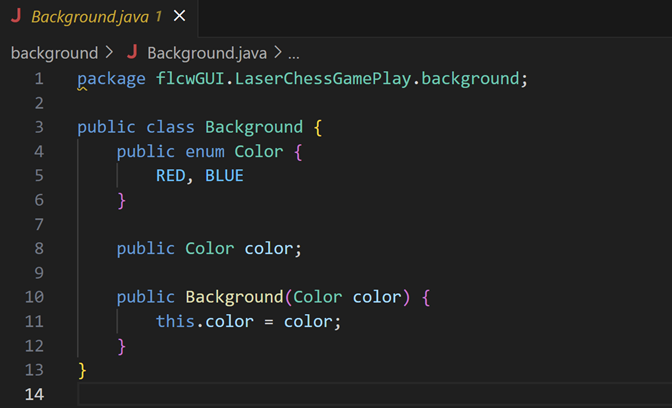 J Background.java 1 ×
background > J Background.java > ...
1 package flcwGUI.LaserChessGamePlay.background;
2
3 public class Background {
4     public enum Color {
5         RED, BLUE
6     }
7
8     public Color color;
9
10     public Background(Color color) {
11         this.color = color;
12     }
13 }
14